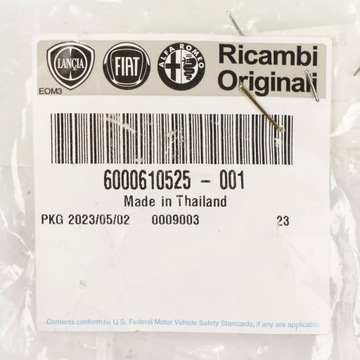 LANCIA FIAT ALFA ROMEO Ricambi
EOM3 Originali
6000610525 - 001
Made in Thailand
PKG 2023/05/02 0009003 23
Contents conform to U.S. Federal Motor Vehicle Safety Standards, if any are applicable